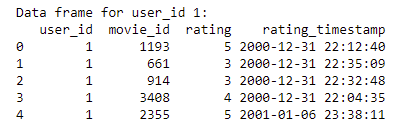 Data frame for user_id 1:
user_id movie_id rating rating_timestamp
0 1 1193 5 2000-12-31 22:12:40
1 1 661 3 2000-12-31 22:35:09
2 1 914 3 2000-12-31 22:32:48
3 1 3408 4 2000-12-31 22:04:35
4 1 2355 5 2001-01-06 23:38:11